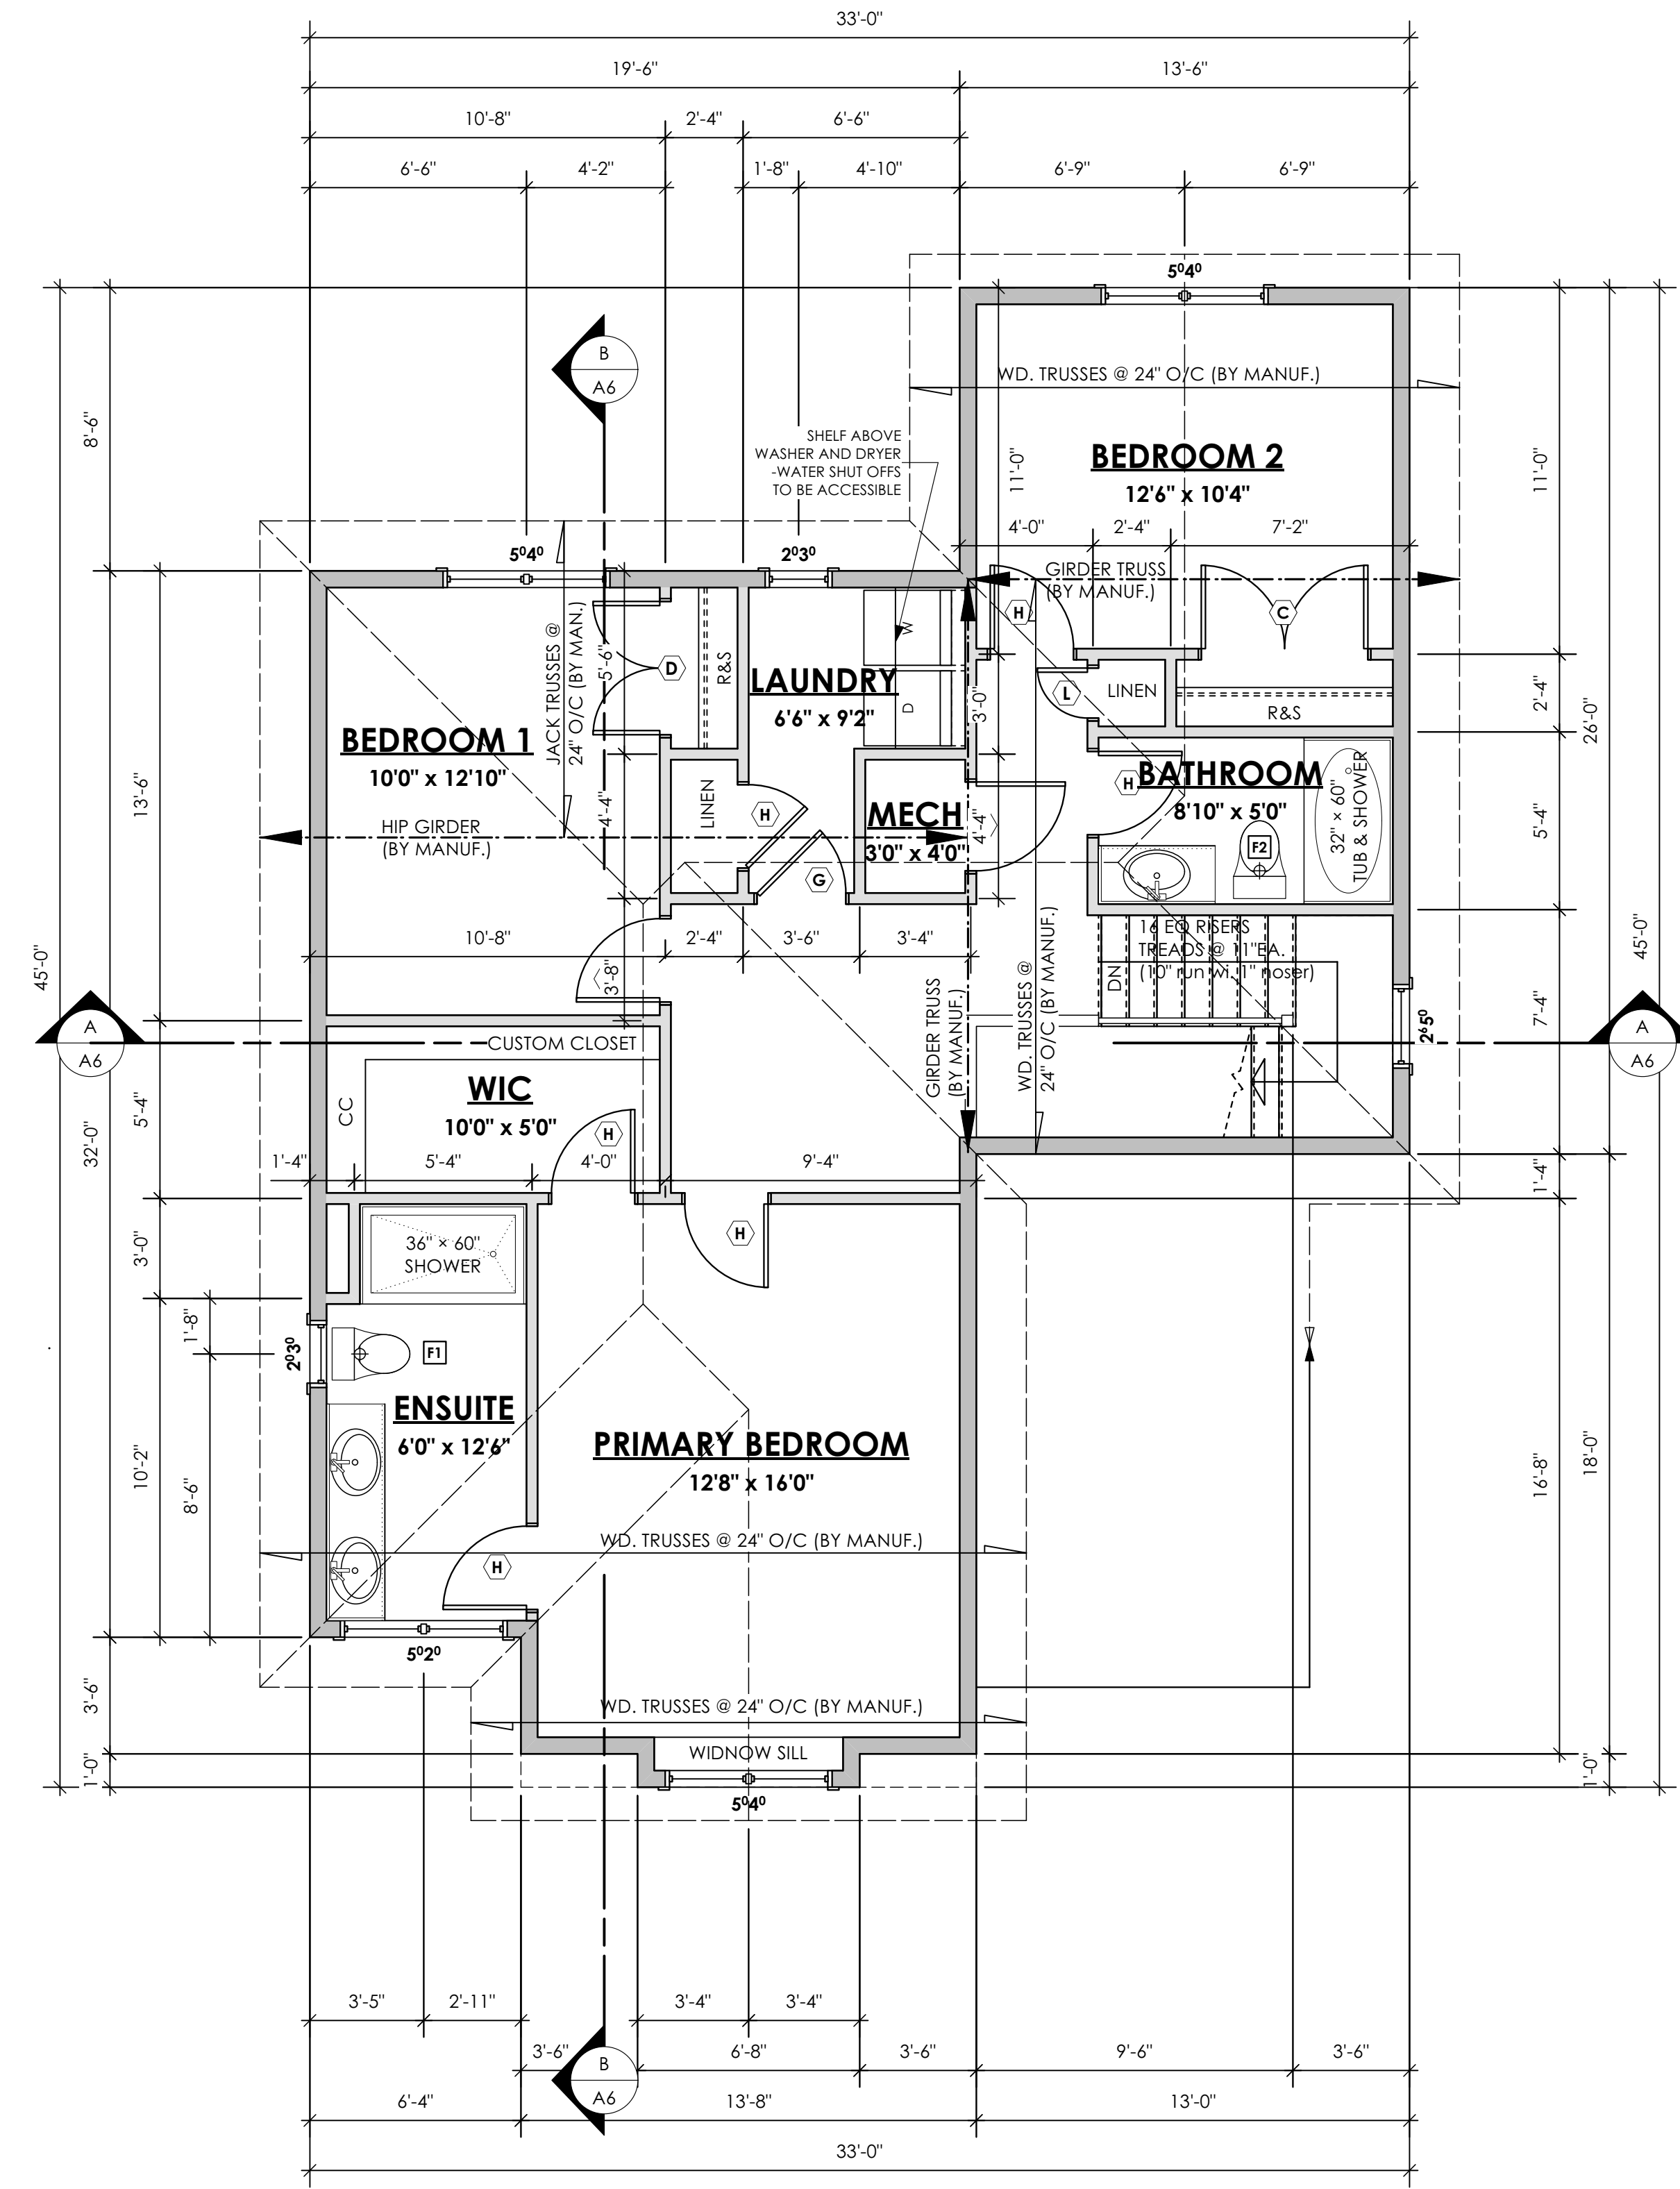 33'-0"
19'-6" 13'-6"
10'-8" 2'-4" 6'-6"
6'-6" 4'-2" 1'-8" 4'-10" 6'-9" 6'-9"
5⁰4⁰
B
A6
WD. TRUSSES @ 24" O/C (BY MANUF.)
8'-6"
SHELF ABOVE
WASHER AND DRYER
-WATER SHUT OFFS
TO BE ACCESSIBLE
11'-0"
BEDROOM 2
12'6" x 10'4"
11'-0"
4'-0" 2'-4" 7'-2"
5⁰4⁰
2⁰3⁰
GIRDER TRUSS
(BY MANUF.)
H
C
JACK TRUSSES @
24" O/C (BY MAN.)
5'-6"
D
R&S
W
D
LAUNDRY
6'6" x 9'2"
3'-0"
L
LINEN
R&S
2'-4"
26'-0"
BEDROOM 1
10'0" x 12'10"
13'-6"
HIP GIRDER
(BY MANUF.)
4'-4"
LINEN
H
G
MECH
3'0" x 4'0"
4'-4"
H
BATHROOM
8'10" x 5'0"
F2
32" × 60"
TUB & SHOWER
5'-4"
10'-8" 2'-4" 3'-6" 3'-4"
3'-8"
16 EQ RISERS
TREADS @ 11"EA.
(10" run wi. 1" noser)
DN
GIRDER TRUSS
(BY MANUF.)
WD. TRUSSES @
24" O/C (BY MANUF.)
45'-0"
45'-0"
7'-4"
2⁶5⁰
A
A6
A
A6
CUSTOM CLOSET
WIC
10'0" x 5'0"
CC
H
5'-4"
32'-0"
1'-4" 5'-4" 4'-0" 9'-4"
1'-4"
3'-0"
36" × 60"
SHOWER
H
1'-8"
2⁰3⁰
F1
ENSUITE
6'0" x 12'6"
PRIMARY BEDROOM
12'8" x 16'0"
10'-2"
8'-6"
16'-8"
18'-0"
WD. TRUSSES @ 24" O/C (BY MANUF.)
H
5⁰2⁰
3'-6"
WD. TRUSSES @ 24" O/C (BY MANUF.)
WIDNOW SILL
1'-0"
1'-0"
5⁰4⁰
3'-5" 2'-11" 3'-4" 3'-4"
3'-6" 6'-8" 3'-6" 9'-6" 3'-6"
B
A6
6'-4" 13'-8" 13'-0"
33'-0"